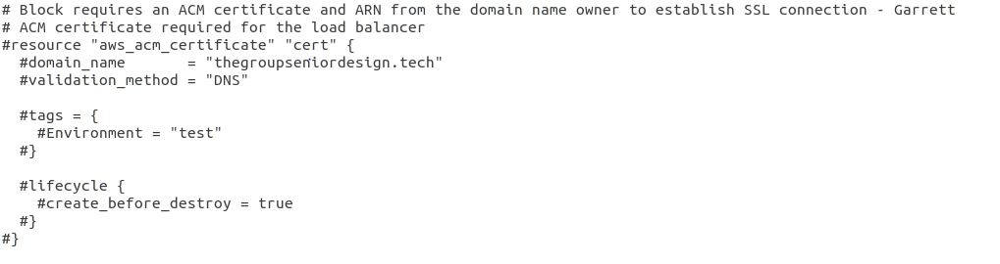 # Block requires an ACM certificate and ARN from the domain name owner to establish SSL connection - Garrett
# ACM certificate required for the load balancer
#resource "aws_acm_certificate" "cert" {
  #domain_name       = "thegroupseniordesign.tech"
  #validation_method = "DNS"

  #tags = {
    #Environment = "test"
  #}

  #lifecycle {
    #create_before_destroy = true
  #}
#}